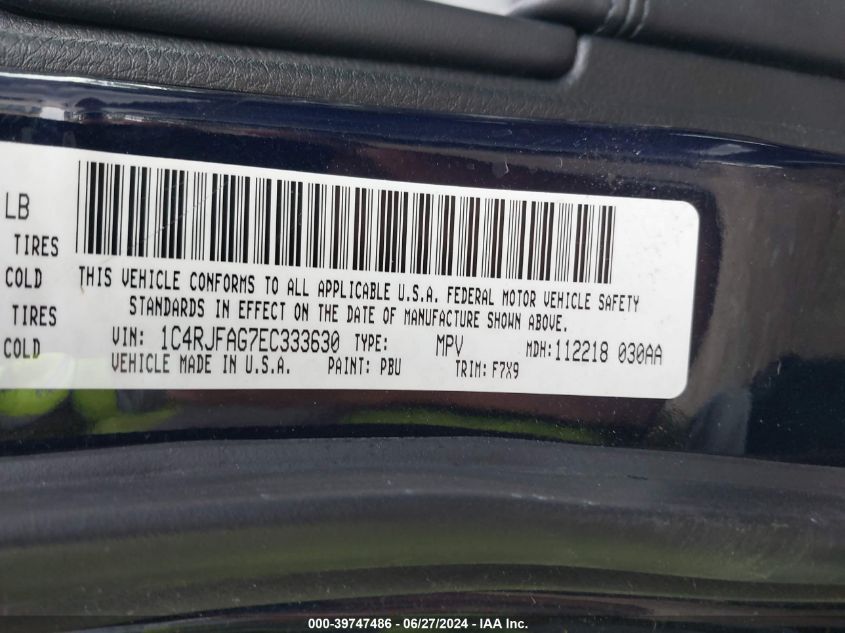 LB
TIRES
COLD
THIS VEHICLE CONFORMS TO ALL APPLICABLE U.S.A. FEDERAL MOTOR VEHICLE SAFETY
TIRES
STANDARDS IN EFFECT ON THE DATE OF MANUFACTURE SHOWN ABOVE.
COLD
VIN: 1C4RJFAG7EC333630 TYPE: MPV MDH:112218 030AA
VEHICLE MADE IN U.S.A. PAINT: PBU TRIM: F7X9
000-39747486 - 06/27/2024 - IAA Inc.